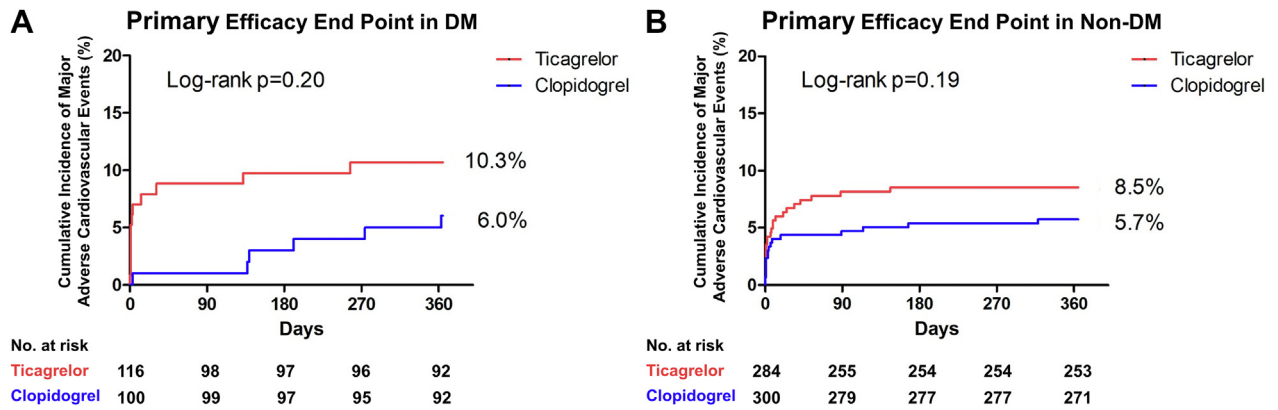 A Primary Efficacy End Point in DM
Cumulative Incidence of Major
Adverse Cardiovascular Events (%)
20
15
10
5
0
Log-rank p=0.20
Ticagrelor
Clopidogrel
10.3%
6.0%
0 90 180 270 360
Days
No. at risk
Ticagrelor 116 98 97 96 92
Clopidogrel 100 99 97 95 92
B Primary Efficacy End Point in Non-DM
Cumulative Incidence of Major
Adverse Cardiovascular Events (%)
20
15
10
5
0
Log-rank p=0.19
Ticagrelor
Clopidogrel
8.5%
5.7%
0 90 180 270 360
Days
No. at risk
Ticagrelor 284 255 254 254 253
Clopidogrel 300 279 277 277 271